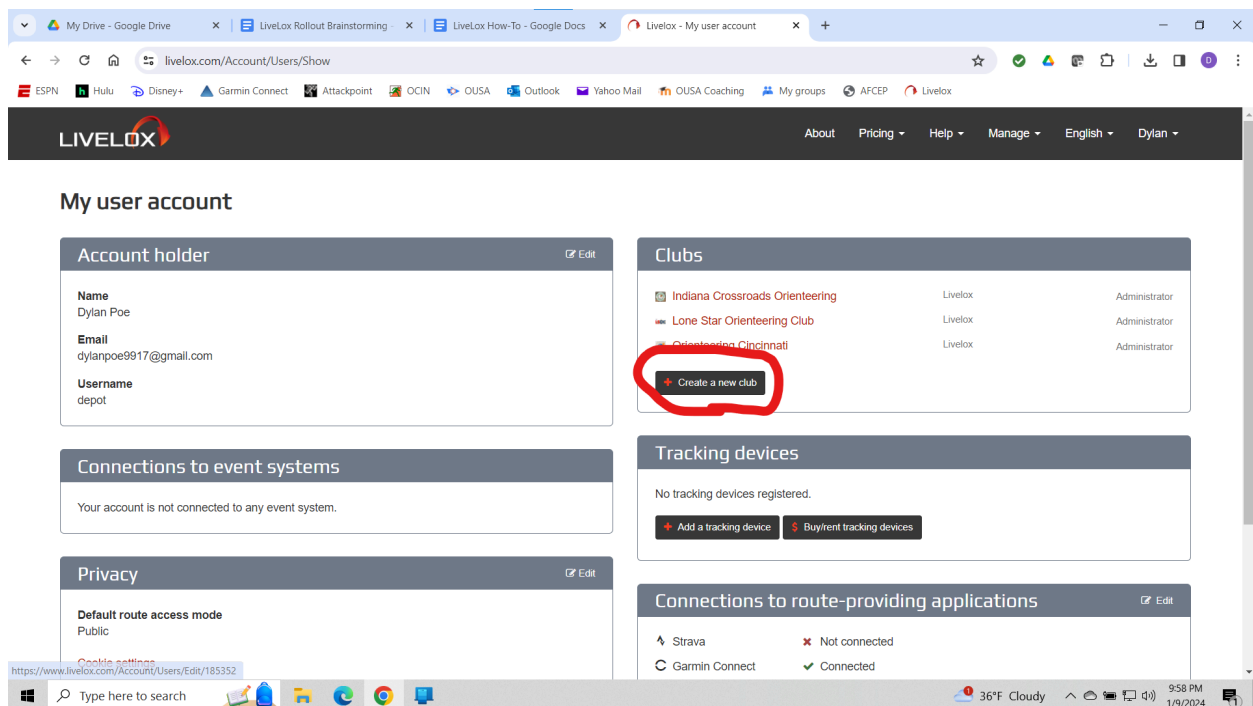 My Drive - Google Drive
LiveLox Rollout Brainstorming -
LiveLox How-To - Google Docs
Livelox - My user account
livelox.com/Account/Users/Show
ESPN
Hulu
Disney+
Garmin Connect
Attackpoint
OCIN
OUSA
Outlook
Yahoo Mail
OUSA Coaching
My groups
AFCEP
Livelox
LIVELOX
About
Pricing
Help
Manage
English
Dylan
My user account
Account holder
Edit
Name
Dylan Poe
Email
dylanpoe9917@gmail.com
Username
depot
Connections to event systems
Your account is not connected to any event system.
Privacy
Edit
Default route access mode
Public
Cookie settings
Clubs
Indiana Crossroads Orienteering Livelox Administrator
Lone Star Orienteering Club Livelox Administrator
Orienteering Cincinnati Livelox Administrator
+ Create a new club
Tracking devices
No tracking devices registered.
+ Add a tracking device
$ Buy/rent tracking devices
Connections to route-providing applications
Edit
Strava Not connected
Garmin Connect Connected
https://www.livelox.com/Account/Users/Edit/185352
Type here to search
36°F Cloudy
9:58 PM
1/9/2024